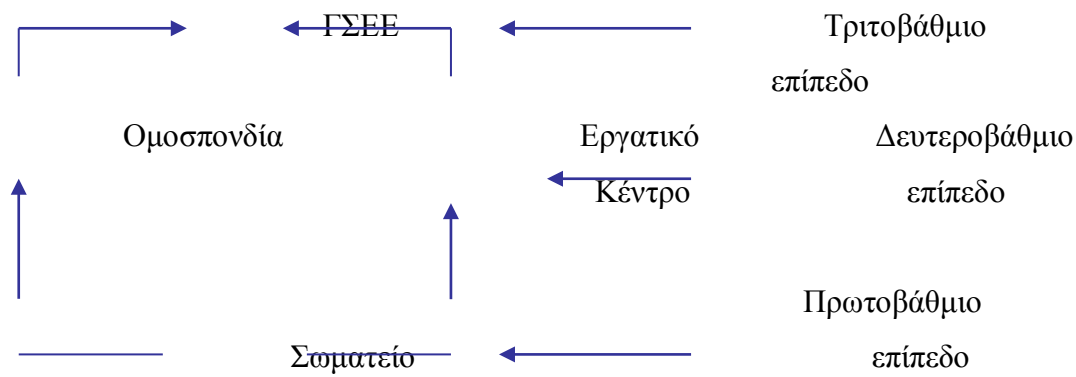 ΓΣΕΕ Τριτοβάθμιο
επίπεδο
Ομοσπονδία Εργατικό Δευτεροβάθμιο
Κέντρο επίπεδο
Πρωτοβάθμιο
Σωματείο επίπεδο